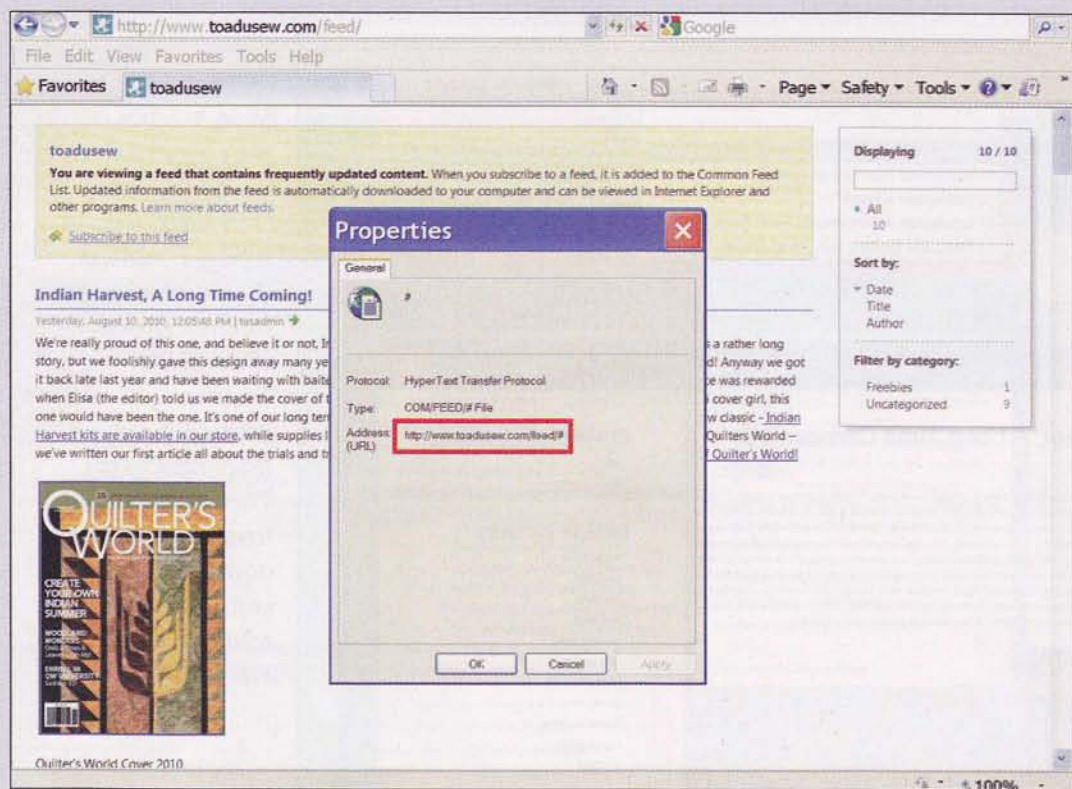 http://www.toadusew.com/feed/
Google
File Edit View Favorites Tools Help
Favorites toadusew
Page Safety Tools
toadusew
You are viewing a feed that contains frequently updated content. When you subscribe to a feed, it is added to the Common Feed
List. Updated information from the feed is automatically downloaded to your computer and can be viewed in Internet Explorer and
other programs. Learn more about feeds.
Subscribe to this feed
Displaying 10 / 10
All
10
Sort by:
Date
Title
Author
Filter by category:
Freebies 1
Uncategorized 9
Indian Harvest, A Long Time Coming!
Yesterday, August 10, 2010, 12:05:48 PM | tusadmin
We're really proud of this one, and believe it or not, I
story, but we foolishly gave this design away many ye
it back late last year and have been waiting with baite
when Elisa (the editor) told us we made the cover of t
one would have been the one. It's one of our long ter
Harvest kits are available in our store, while supplies l
we've written our first article all about the trials and tr
s a rather long
d! Anyway we got
ce was rewarded
cover girl, this
w classic - Indian
Quilters World –
f Quilter's World!
Properties
General
#
Protocol: HyperText Transfer Protocol
Type: COM/FEED/# File
Address: http://www.toadusew.com/feed/#
(URL)
OK Cancel Apply
QUILTER'S
WORLD
CREATE
YOUR OWN
INDIAN
SUMMER
WOODLAND
WONDERS
Quilter's World Cover 2010
100%